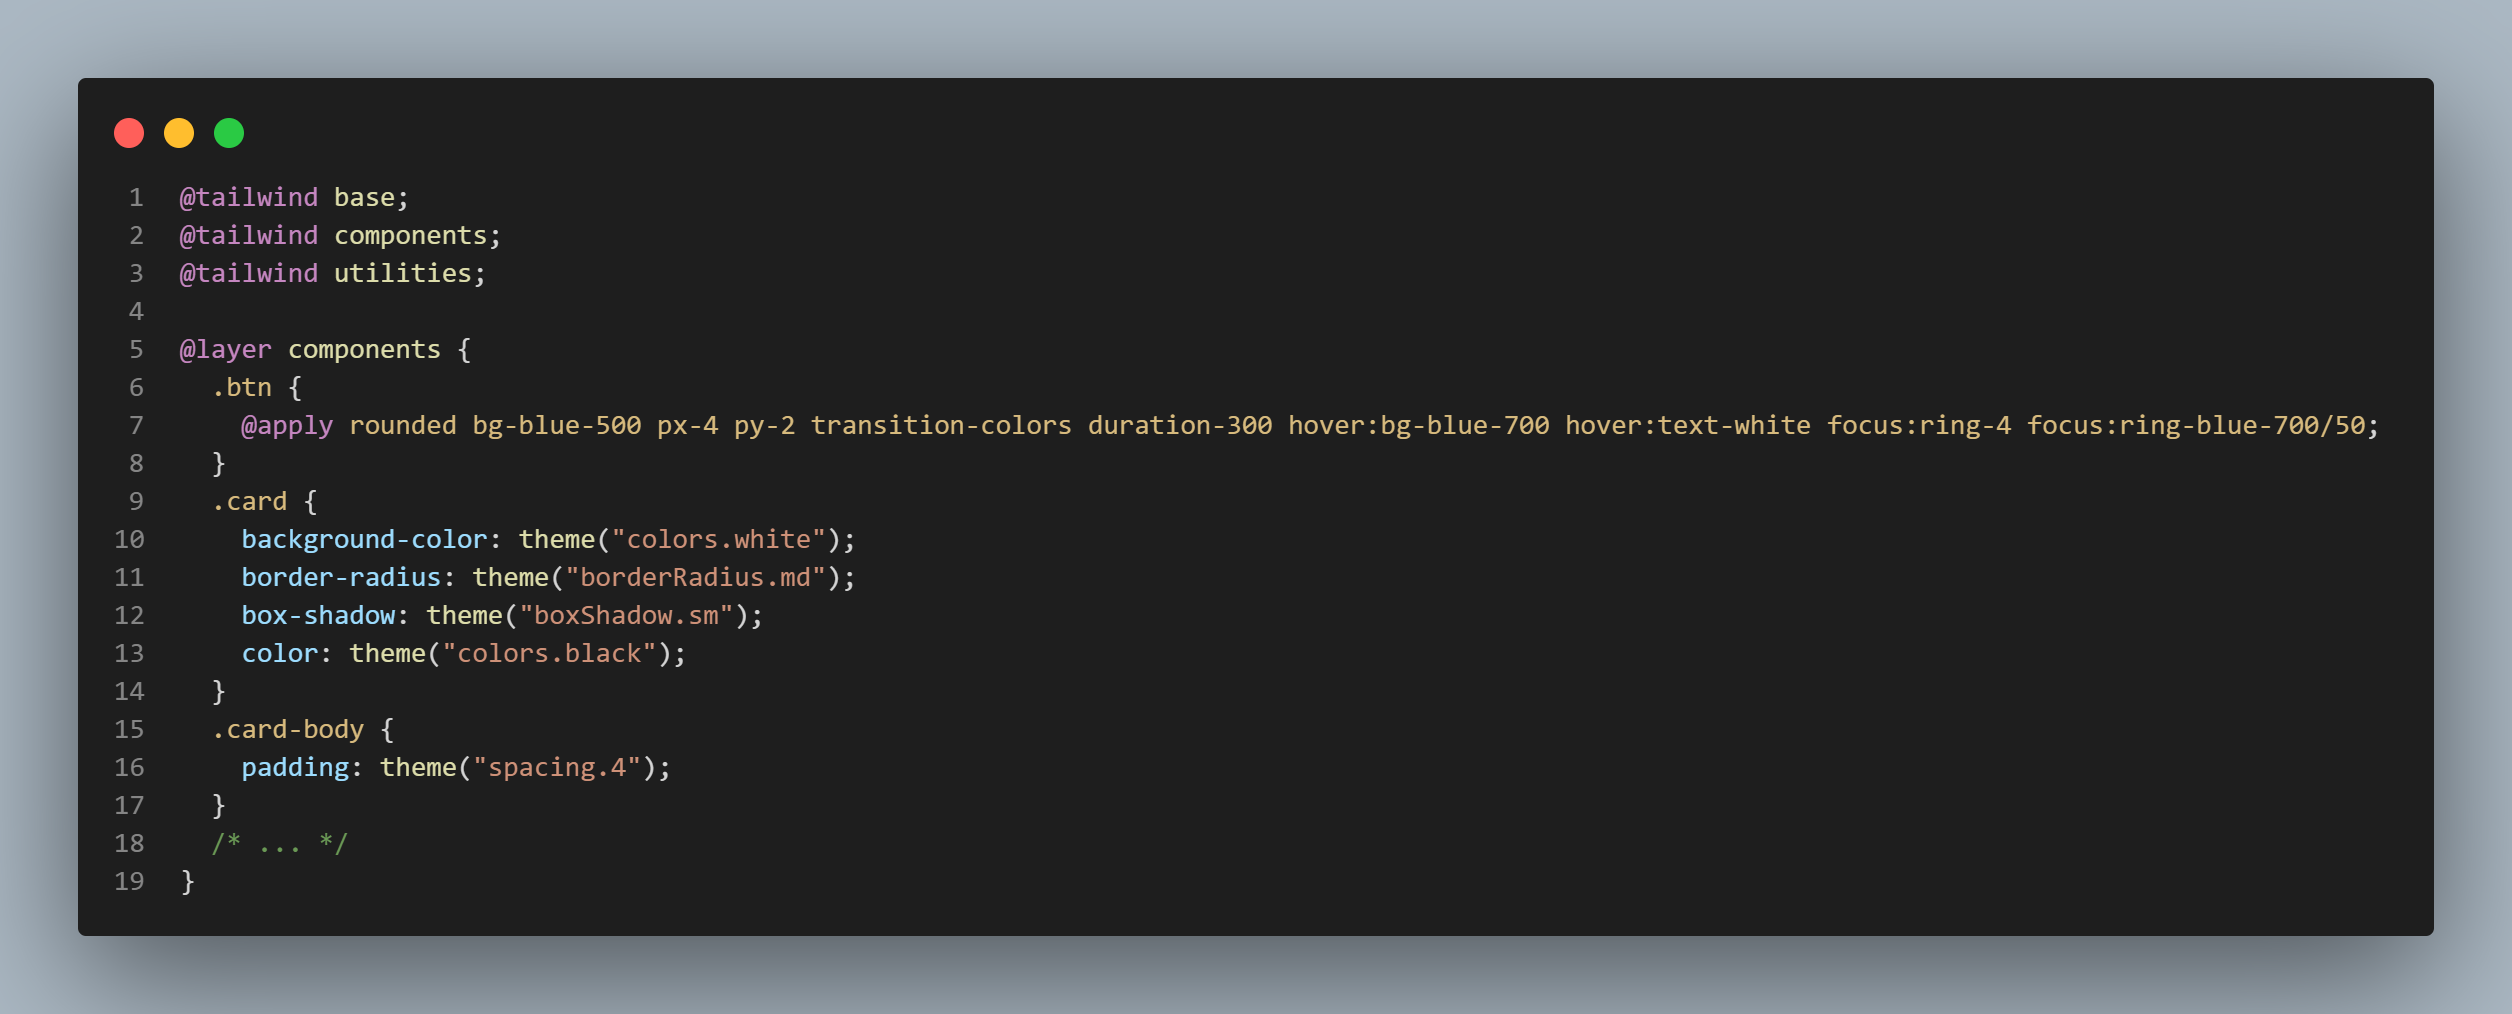 1 @tailwind base;
2 @tailwind components;
3 @tailwind utilities;
4
5 @layer components {
6   .btn {
7     @apply rounded bg-blue-500 px-4 py-2 transition-colors duration-300 hover:bg-blue-700 hover:text-white focus:ring-4 focus:ring-blue-700/50;
8   }
9   .card {
10     background-color: theme("colors.white");
11     border-radius: theme("borderRadius.md");
12     box-shadow: theme("boxShadow.sm");
13     color: theme("colors.black");
14   }
15   .card-body {
16     padding: theme("spacing.4");
17   }
18   /* ... */
19 }